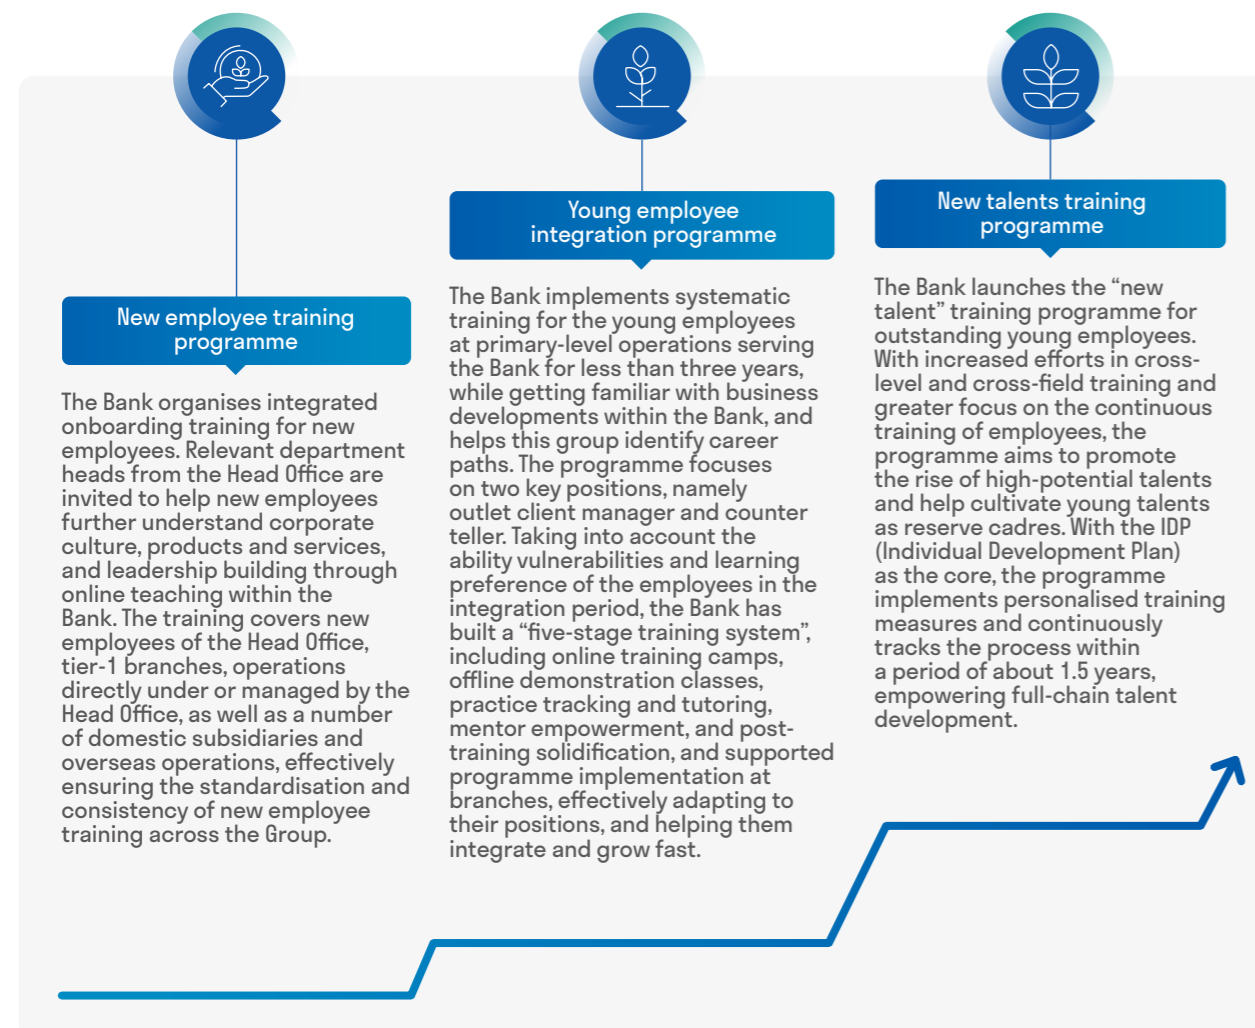 New employee training
programme
The Bank organises integrated
onboarding training for new
employees. Relevant department
heads from the Head Office are
invited to help new employees
further understand corporate
culture, products and services,
and leadership building through
online teaching within the
Bank. The training covers new
employees of the Head Office,
tier-1 branches, operations
directly under or managed by the
Head Office, as well as a number
of domestic subsidiaries and
overseas operations, effectively
ensuring the standardisation and
consistency of new employee
training across the Group.
Young employee
integration programme
The Bank implements systematic
training for the young employees
at primary-level operations serving
the Bank for less than three years,
while getting familiar with business
developments within the Bank, and
helps this group identify career
paths. The programme focuses
on two key positions, namely
outlet client manager and counter
teller. Taking into account the
ability vulnerabilities and learning
preference of the employees in the
integration period, the Bank has
built a “five-stage training system”,
including online training camps,
offline demonstration classes,
practice tracking and tutoring,
mentor empowerment, and post-
training solidification, and supported
programme implementation at
branches, effectively adapting to
their positions, and helping them
integrate and grow fast.
New talents training
programme
The Bank launches the “new
talent” training programme for
outstanding young employees.
With increased efforts in cross-
level and cross-field training and
greater focus on the continuous
training of employees, the
programme aims to promote
the rise of high-potential talents
and help cultivate young talents
as reserve cadres. With the IDP
(Individual Development Plan)
as the core, the programme
implements personalised training
measures and continuously
tracks the process within
a period of about 1.5 years,
empowering full-chain talent
development.